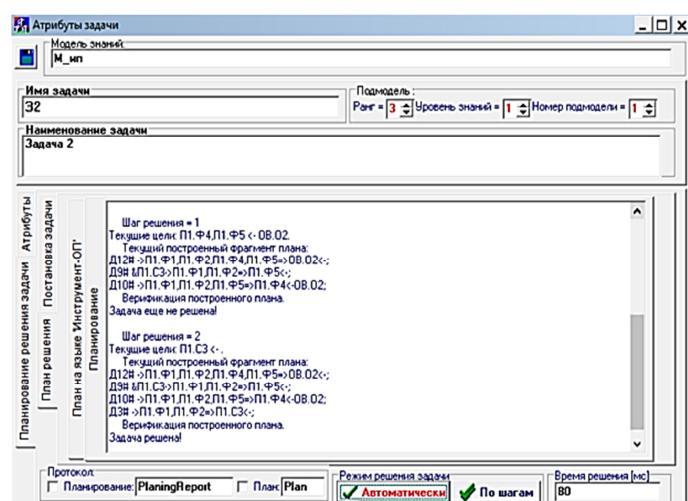 Атрибуты задачи
Модель знаний:
М_ип
Имя задачи
З2
Подмодель :
Ранг = 3 Уровень знаний = 1 Номер подмодели = 1
Наименование задачи
Задача 2
Планирование решения задачи Атрибуты
План решения Постановка задачи
План на языке "Инструмент-ОП"
Планирование
Шаг решения = 1
Текущие цели: П1.Ф4,П1.Ф5 <- ОВ.О2.
Текущий построенный фрагмент плана:
Д12# ->П1.Ф1,П1.Ф2,П1.Ф4,П1.Ф5=>ОВ.О2<-;
Д9# &П1.С3->П1.Ф1,П1.Ф2=>П1.Ф5<-;
Д10# ->П1.Ф1,П1.Ф2,П1.Ф5=>П1.Ф4<-ОВ.О2;
Верификация построенного плана.
Задача еще не решена!
Шаг решения = 2
Текущие цели: П1.С3 <- .
Текущий построенный фрагмент плана:
Д12# ->П1.Ф1,П1.Ф2,П1.Ф4,П1.Ф5=>ОВ.О2<-;
Д9# &П1.С3->П1.Ф1,П1.Ф2=>П1.Ф5<-;
Д10# ->П1.Ф1,П1.Ф2,П1.Ф5=>П1.Ф4<-ОВ.О2;
Д3# ->П1.Ф1,П1.Ф2=>П1.С3<-;
Верификация построенного плана.
Задача решена!
Протокол:
Планирование: PlaningReport План: Plan
Режим решения задачи
Автоматически По шагам
Время решения [мс]
80